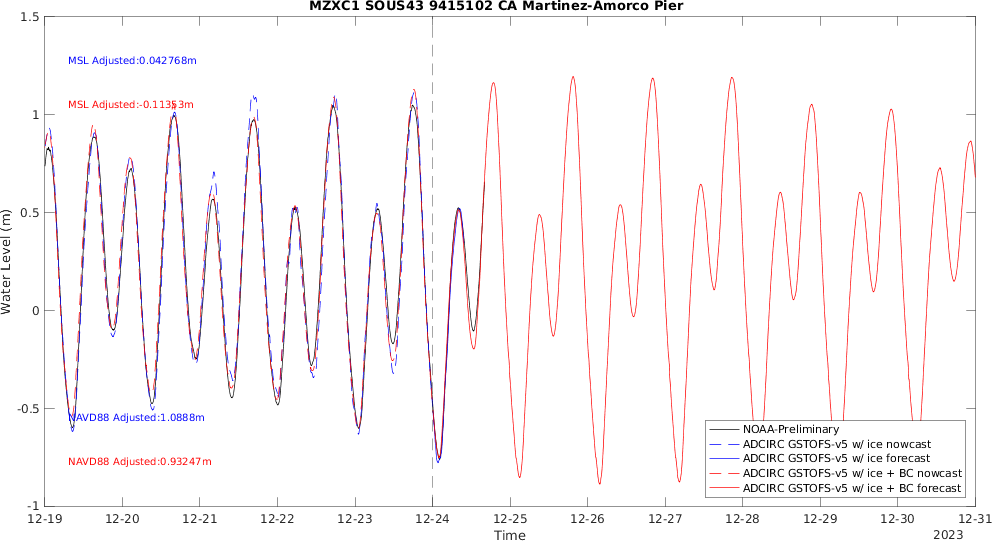 MZXC1 SOUS43 9415102 CA Martinez-Amorco Pier
1.5
1
0.5
0
-0.5
-1
Water Level (m)
MSL Adjusted:0.042768m
MSL Adjusted:-0.11353m
NAVD88 Adjusted:1.0888m
NAVD88 Adjusted:0.93247m
NOAA-Preliminary
ADCIRC GSTOFS-v5 w/ ice nowcast
ADCIRC GSTOFS-v5 w/ ice forecast
ADCIRC GSTOFS-v5 w/ ice + BC nowcast
ADCIRC GSTOFS-v5 w/ ice + BC forecast
12-19 12-20 12-21 12-22 12-23 12-24 12-25 12-26 12-27 12-28 12-29 12-30 12-31
Time
2023